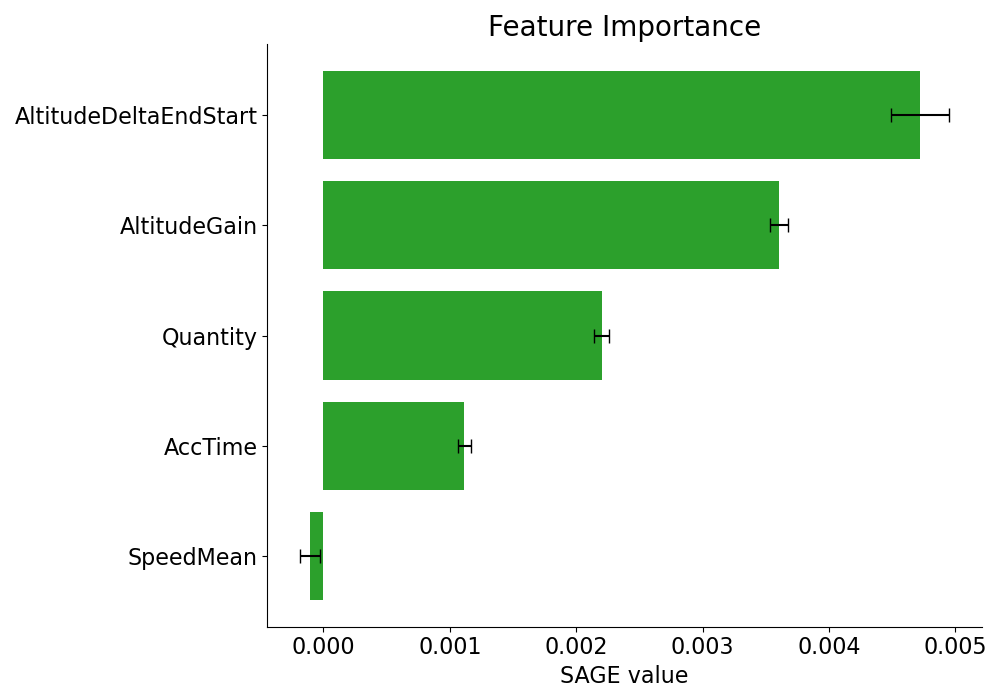 Feature Importance
AltitudeDeltaEndStart
AltitudeGain
Quantity
AccTime
SpeedMean
0.000 0.001 0.002 0.003 0.004 0.005
SAGE value